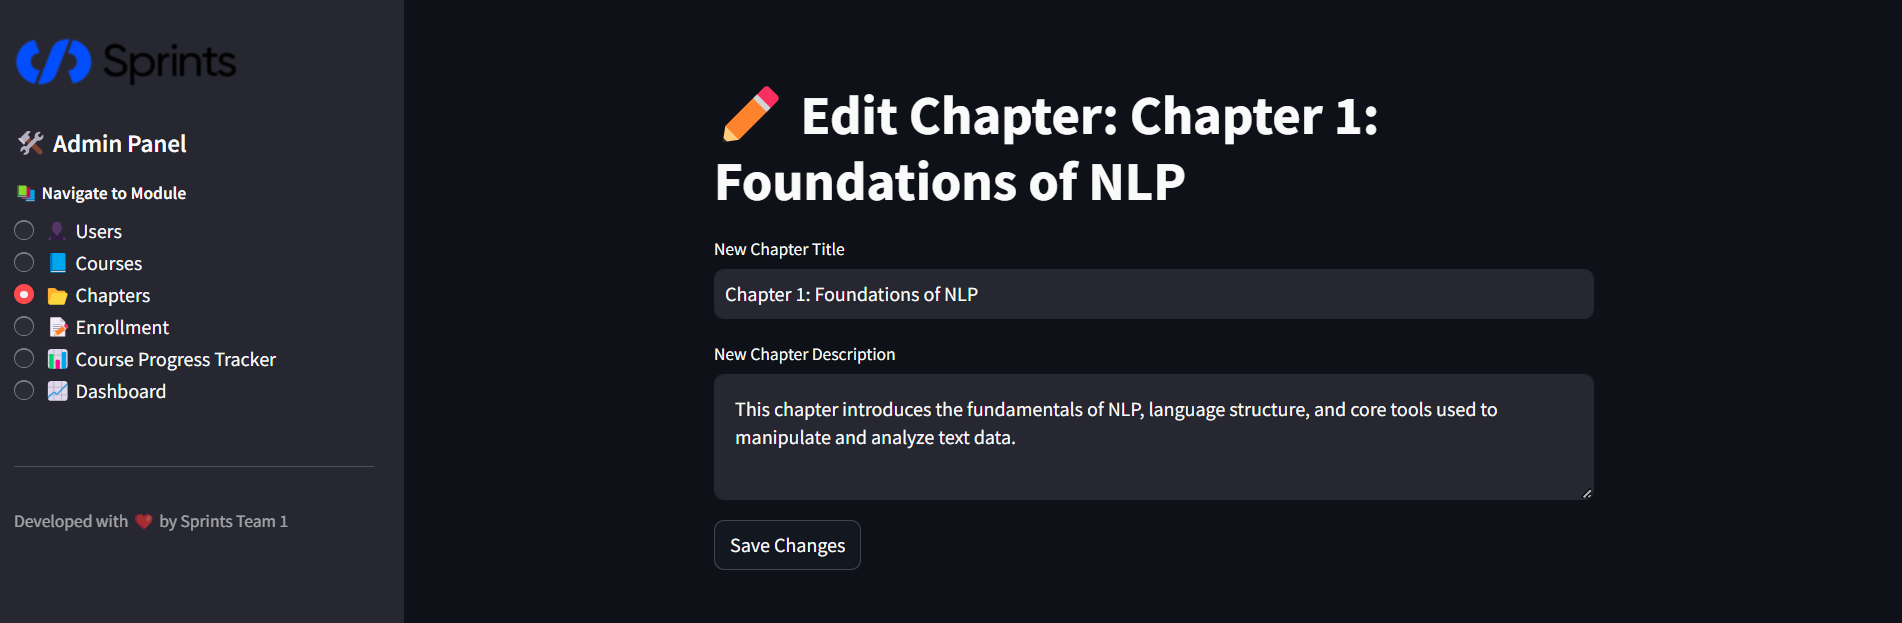 Sprints
Admin Panel
Navigate to Module
Users
Courses
Chapters
Enrollment
Course Progress Tracker
Dashboard
Developed with ❤️ by Sprints Team 1
Edit Chapter: Chapter 1:
Foundations of NLP
New Chapter Title
Chapter 1: Foundations of NLP
New Chapter Description
This chapter introduces the fundamentals of NLP, language structure, and core tools used to
manipulate and analyze text data.
Save Changes